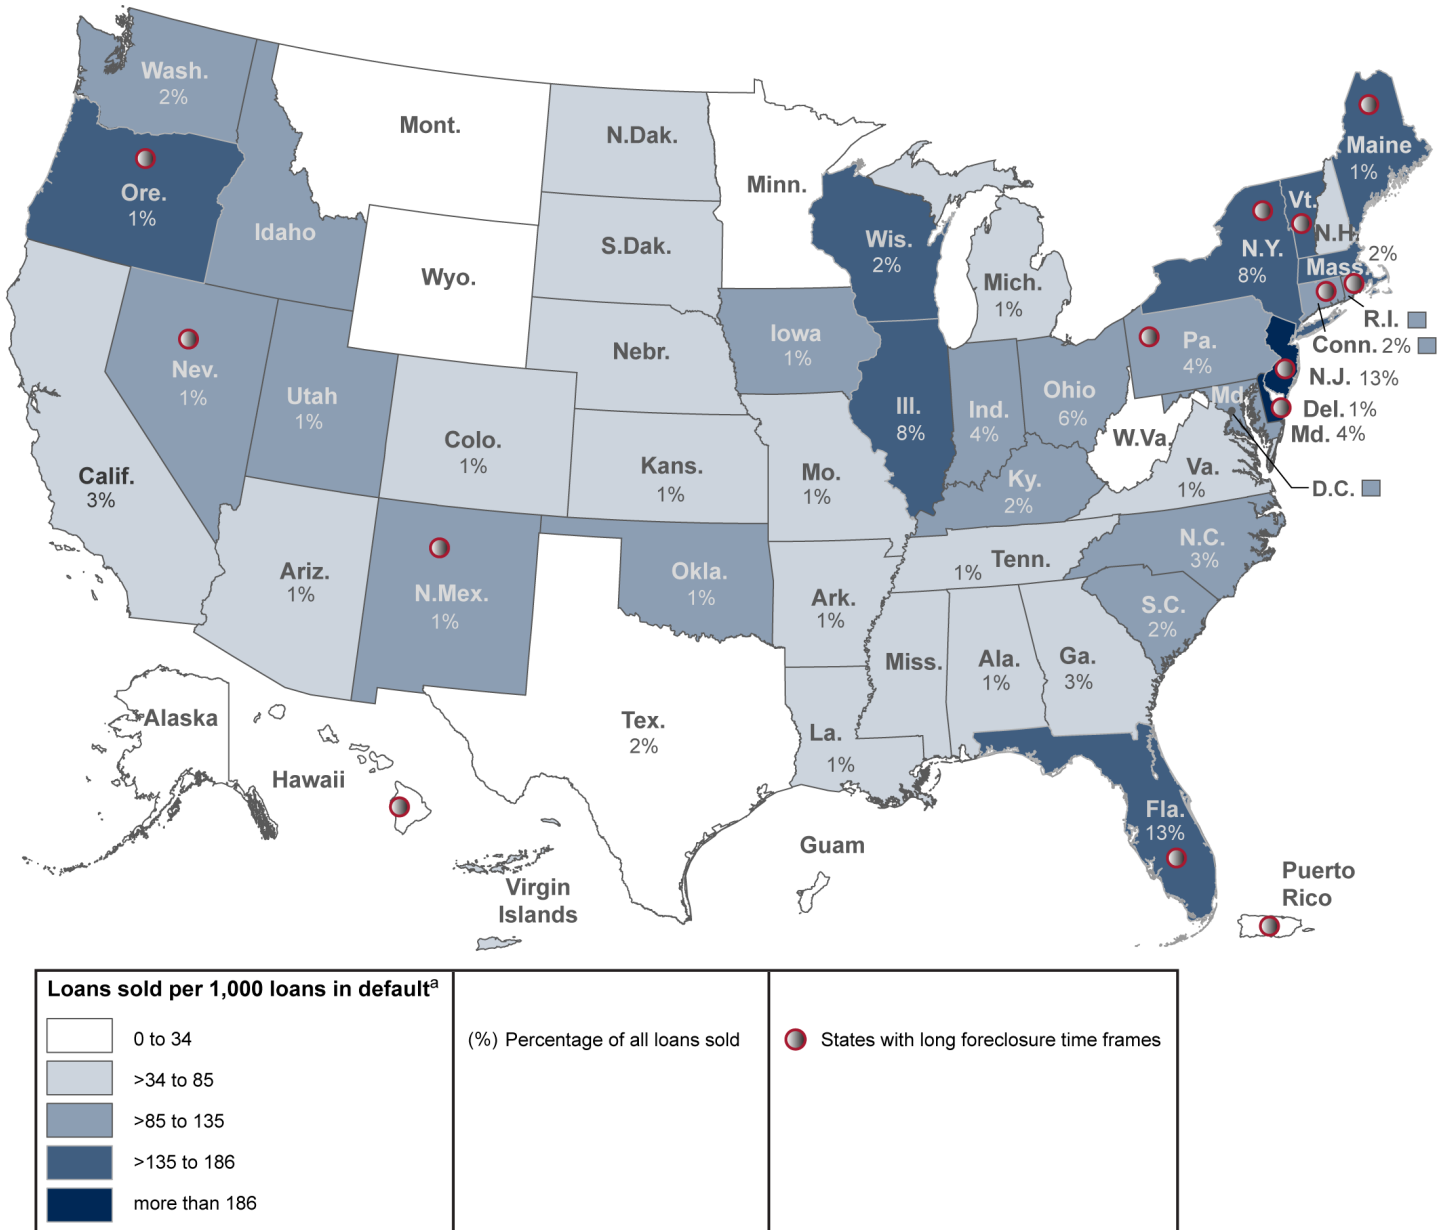 Wash.
2%
Mont.
N.Dak.
Minn.
Maine
1%
Ore.
1%
Idaho
Wyo.
S.Dak.
Wis.
2%
Mich.
1%
Vt.
N.H.
2%
N.Y.
8%
Mass.
R.I.
Conn. 2%
N.J. 13%
Del. 1%
Md. 4%
Md.
D.C.
Nev.
1%
Utah
1%
Nebr.
Iowa
1%
Ill.
8%
Ind.
4%
Ohio
6%
Pa.
4%
W.Va.
Va.
1%
Calif.
3%
Colo.
1%
Kans.
1%
Mo.
1%
Ky.
2%
N.C.
3%
Tenn.
1%
S.C.
2%
Ariz.
1%
N.Mex.
1%
Okla.
1%
Ark.
1%
Miss.
Ala.
1%
Ga.
3%
La.
1%
Tex.
2%
Fla.
13%
Alaska
Hawaii
Virgin
Islands
Guam
Puerto
Rico
Loans sold per 1,000 loans in defaultᵃ
0 to 34
>34 to 85
>85 to 135
>135 to 186
more than 186
(%) Percentage of all loans sold
States with long foreclosure time frames